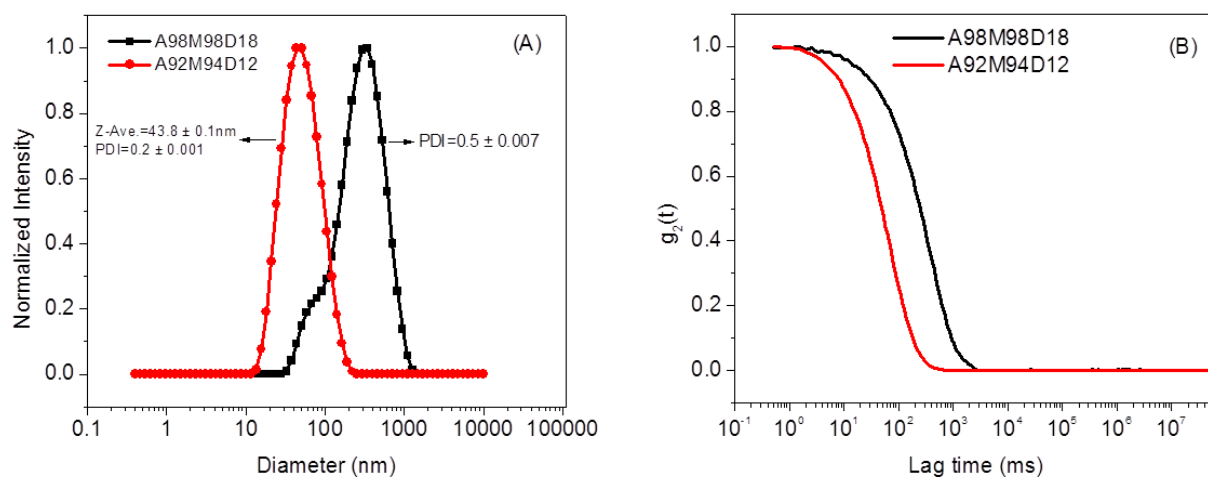 A98M98D18
A92M94D12
(A)
Z-Ave.=43.8 ± 0.1nm
PDI=0.2 ± 0.001
PDI=0.5 ± 0.007
Normalized Intensity
1.0
0.8
0.6
0.4
0.2
0.0
0.1
1
10
100
1000
10000
100000
Diameter (nm)
A98M98D18
A92M94D12
(B)
g₂(t)
1.0
0.8
0.6
0.4
0.2
0.0
10⁻¹
10⁰
10¹
10²
10³
10⁴
10⁵
10⁶
10⁷
Lag time (ms)